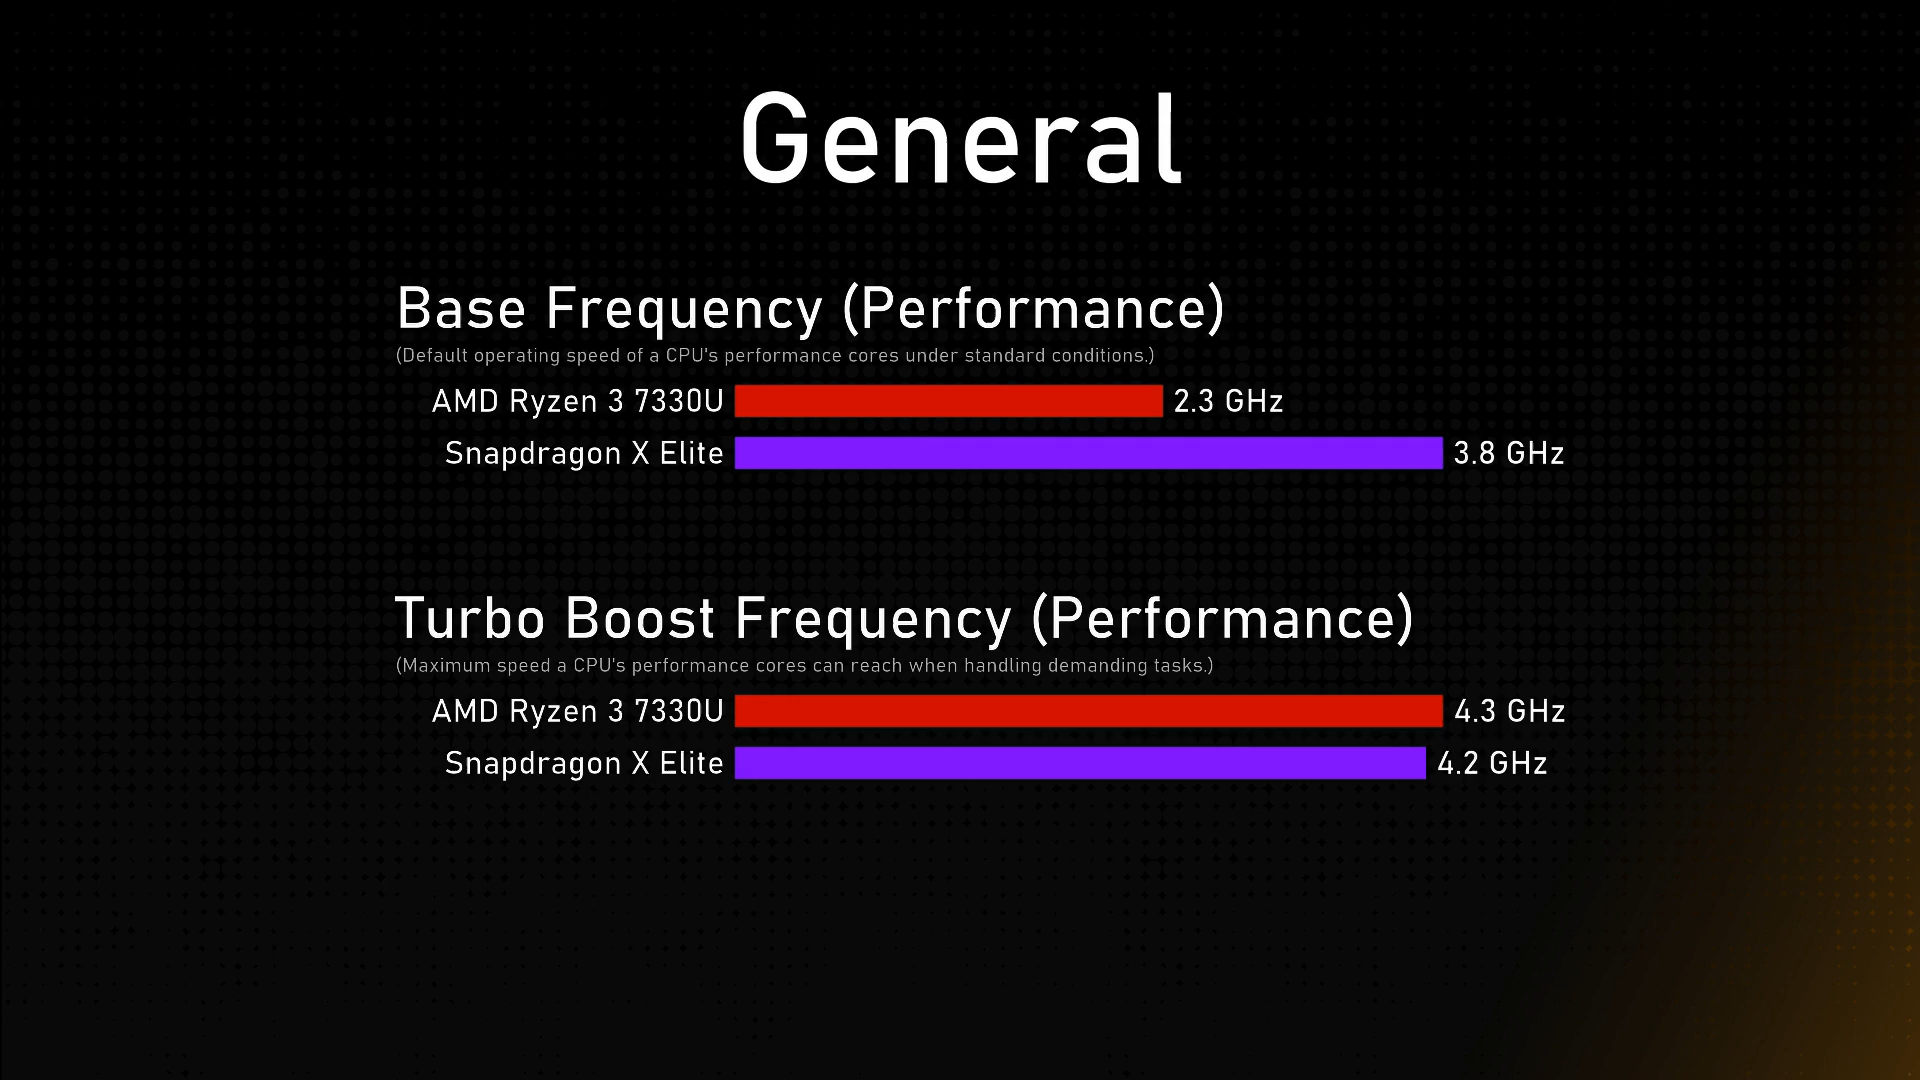 General
Base Frequency (Performance)
(Default operating speed of a CPU's performance cores under standard conditions.)
AMD Ryzen 3 7330U 2.3 GHz
Snapdragon X Elite 3.8 GHz
Turbo Boost Frequency (Performance)
(Maximum speed a CPU's performance cores can reach when handling demanding tasks.)
AMD Ryzen 3 7330U 4.3 GHz
Snapdragon X Elite 4.2 GHz